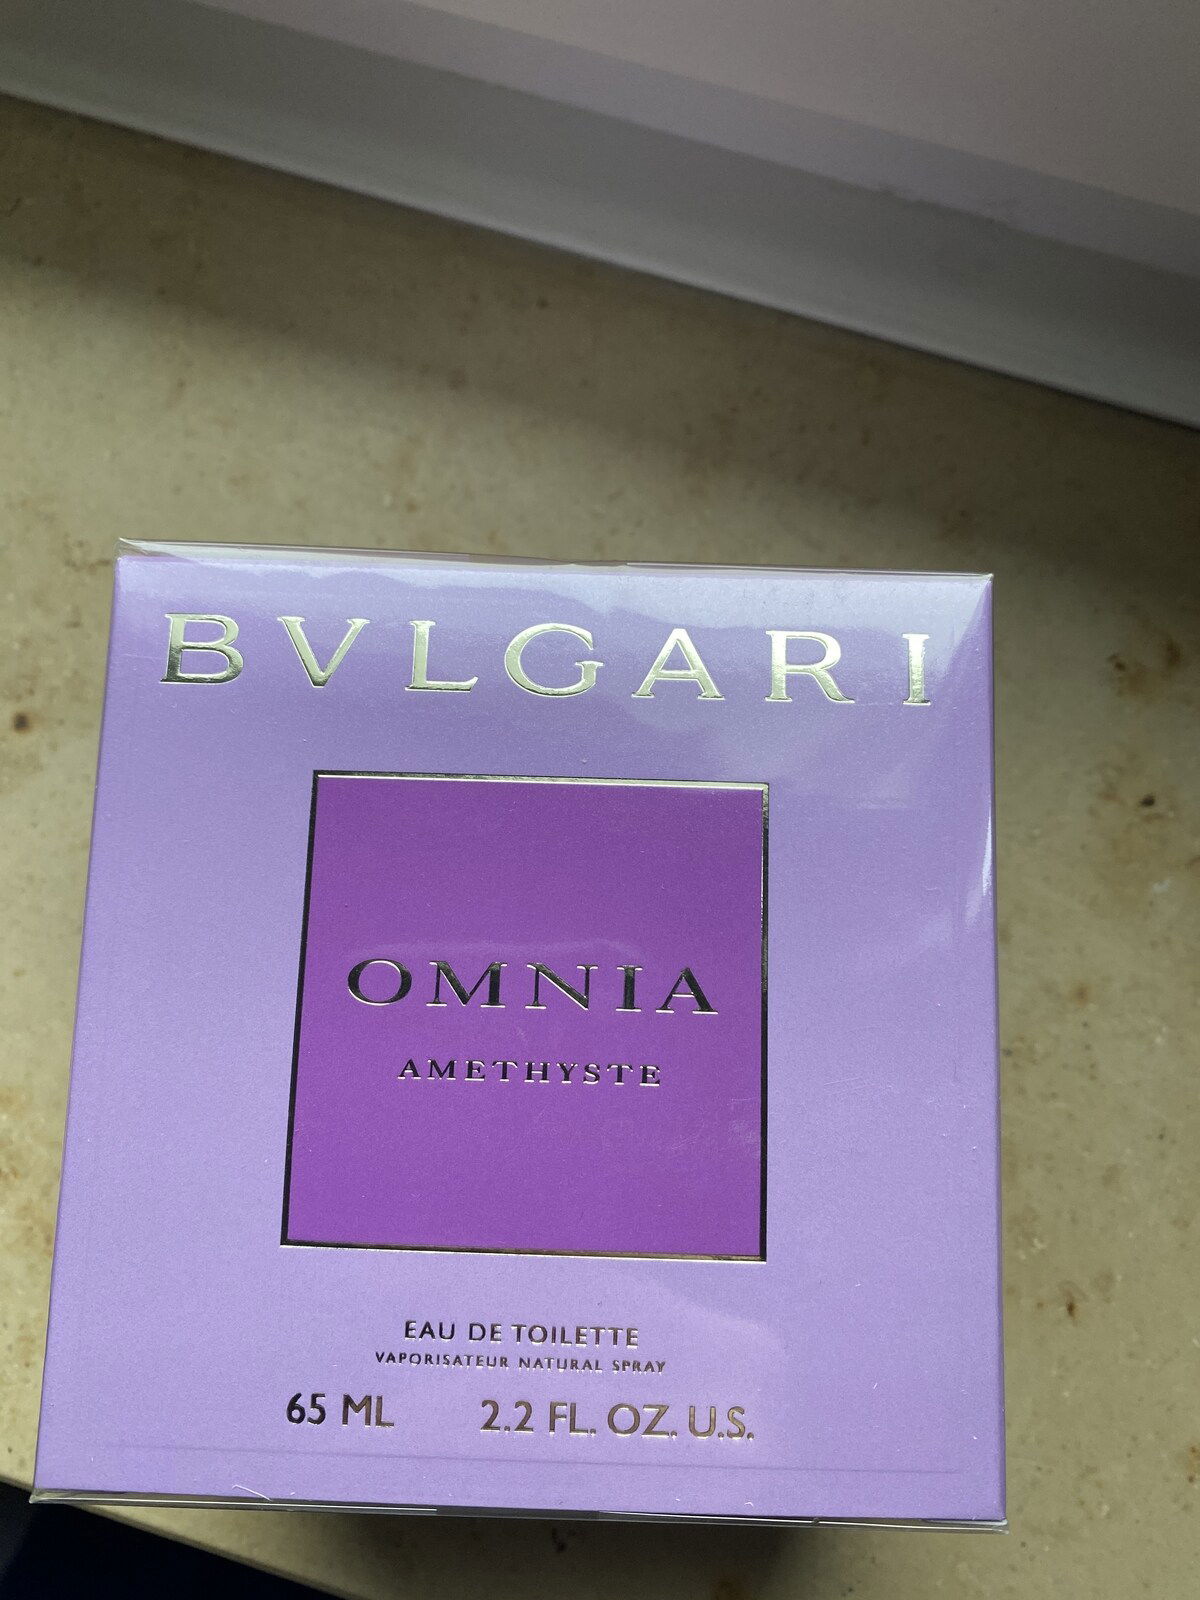 BVLGARI
OMNIA
AMETHYSTE
EAU DE TOILETTE
VAPORISATEUR NATURAL SPRAY
65 ML 2.2 FL. OZ. U.S.